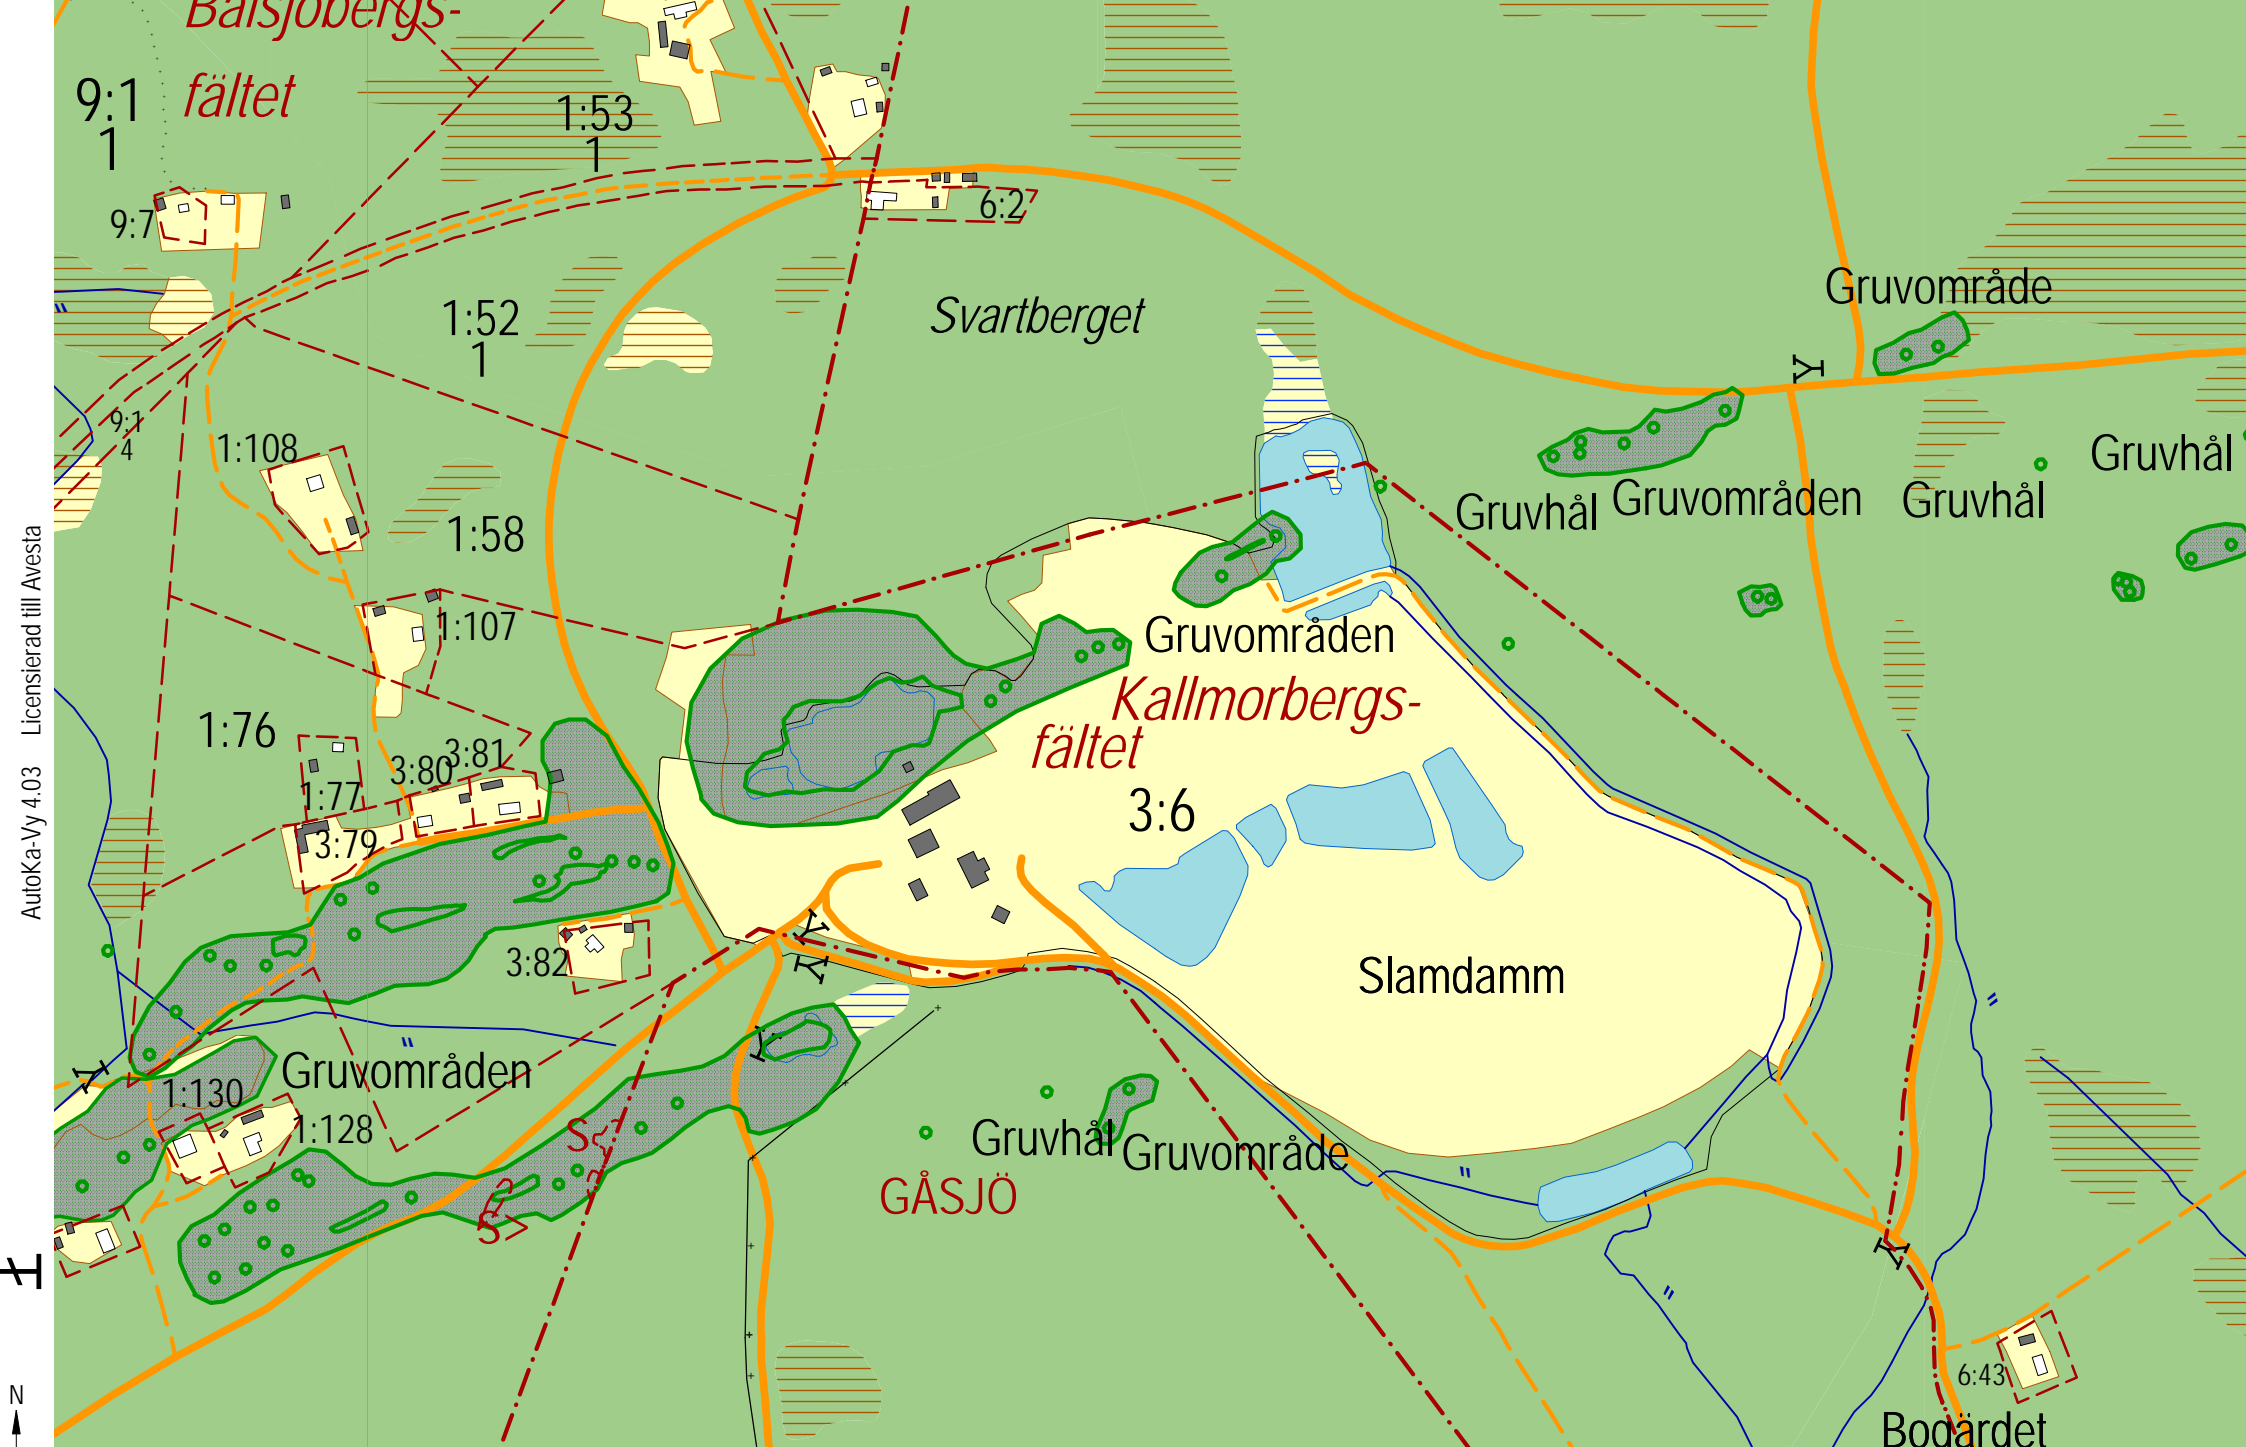 Bälsjöbergs-
fältet
9:1
1
1:53
1
9:7
6:2
1:52
1
Svartberget
Gruvområde
9:1
4
1:108
1:58
Gruvhål
Gruvområden
Gruvhål
Gruvhål
1:107
Gruvområden
Kallmorbergs-
fältet
1:76
3:80
3:81
1:77
3:79
3:6
3:82
Slamdamm
Gruvområden
1:130
1:128
Gruvhål
Gruvområde
GÅSJÖ
S
S
6:43
Bogärdet
AutoKa-Vy 4.03 Licensierad till Avesta
N